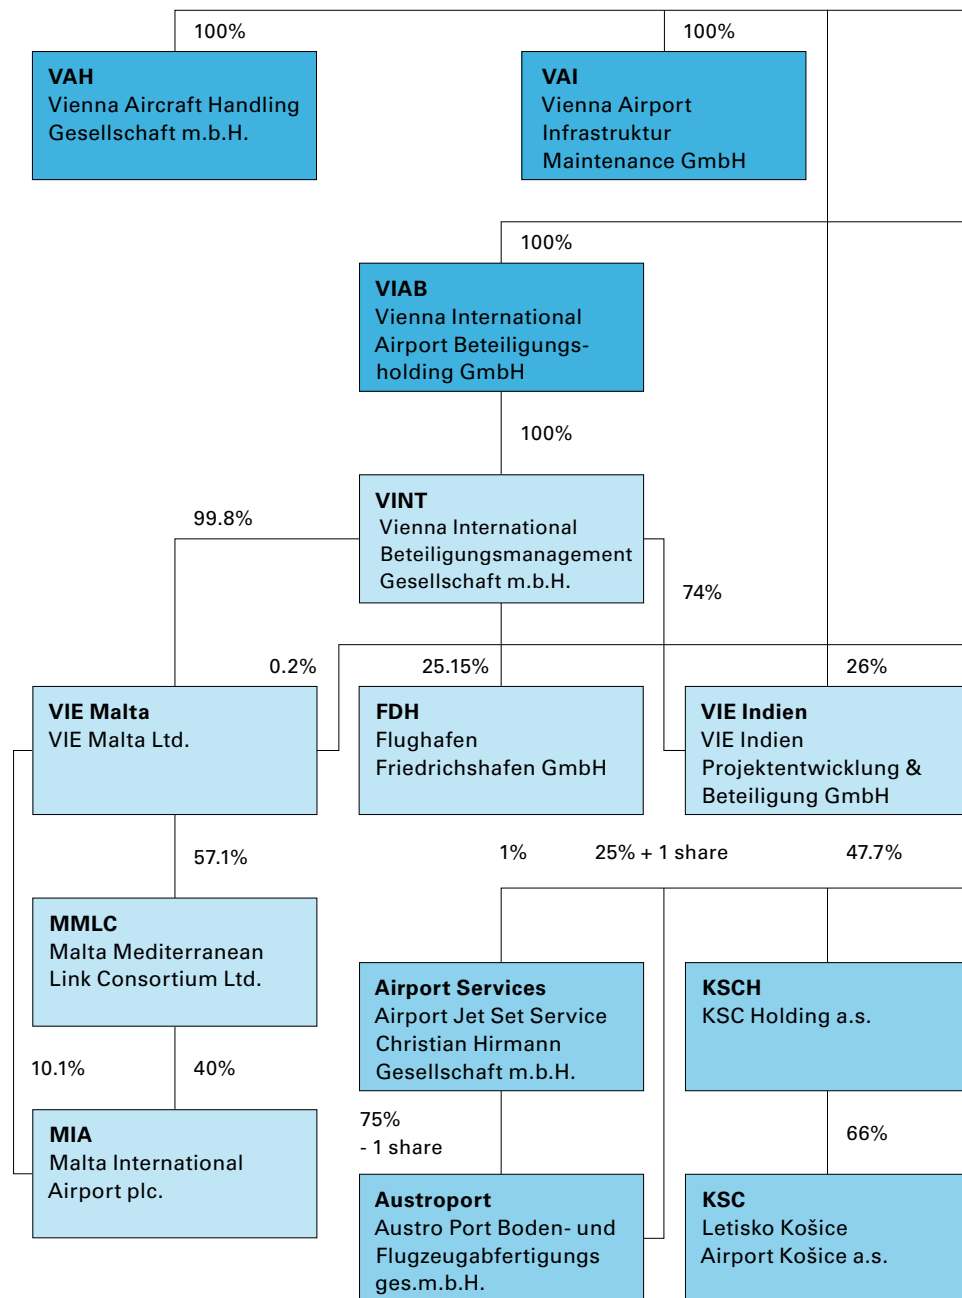 100%
100%
VAH
Vienna Aircraft Handling
Gesellschaft m.b.H.
VAI
Vienna Airport
Infrastruktur
Maintenance GmbH
100%
VIAB
Vienna International
Airport Beteiligungs-
holding GmbH
100%
VINT
Vienna International
Beteiligungsmanagement
Gesellschaft m.b.H.
99.8%
74%
0.2%
25.15%
26%
VIE Malta
VIE Malta Ltd.
FDH
Flughafen
Friedrichshafen GmbH
VIE Indien
VIE Indien
Projektentwicklung &
Beteiligung GmbH
57.1%
1%
25% + 1 share
47.7%
MMLC
Malta Mediterranean
Link Consortium Ltd.
Airport Services
Airport Jet Set Service
Christian Hirmann
Gesellschaft m.b.H.
KSCH
KSC Holding a.s.
10.1%
40%
75%
- 1 share
66%
MIA
Malta International
Airport plc.
Austroport
Austro Port Boden- und
Flugzeugabfertigungs
ges.m.b.H.
KSC
Letisko Košice
Airport Košice a.s.